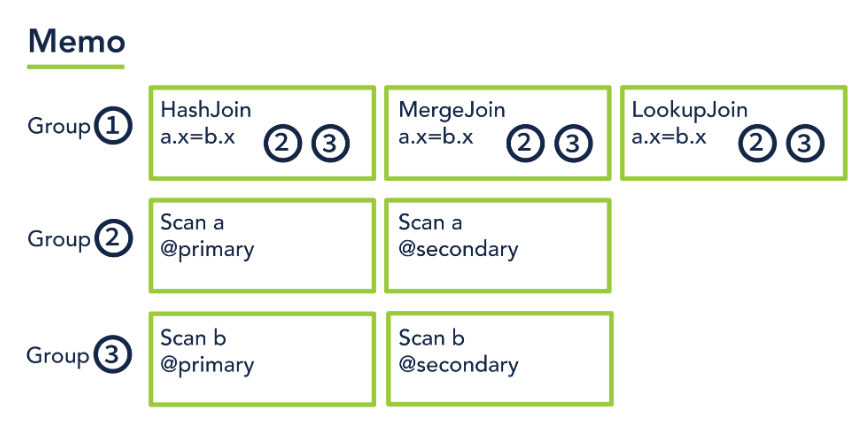 Memo
Group 1
HashJoin
a.x=b.x 2 3
MergeJoin
a.x=b.x 2 3
LookupJoin
a.x=b.x 2 3
Group 2
Scan a
@primary
Scan a
@secondary
Group 3
Scan b
@primary
Scan b
@secondary